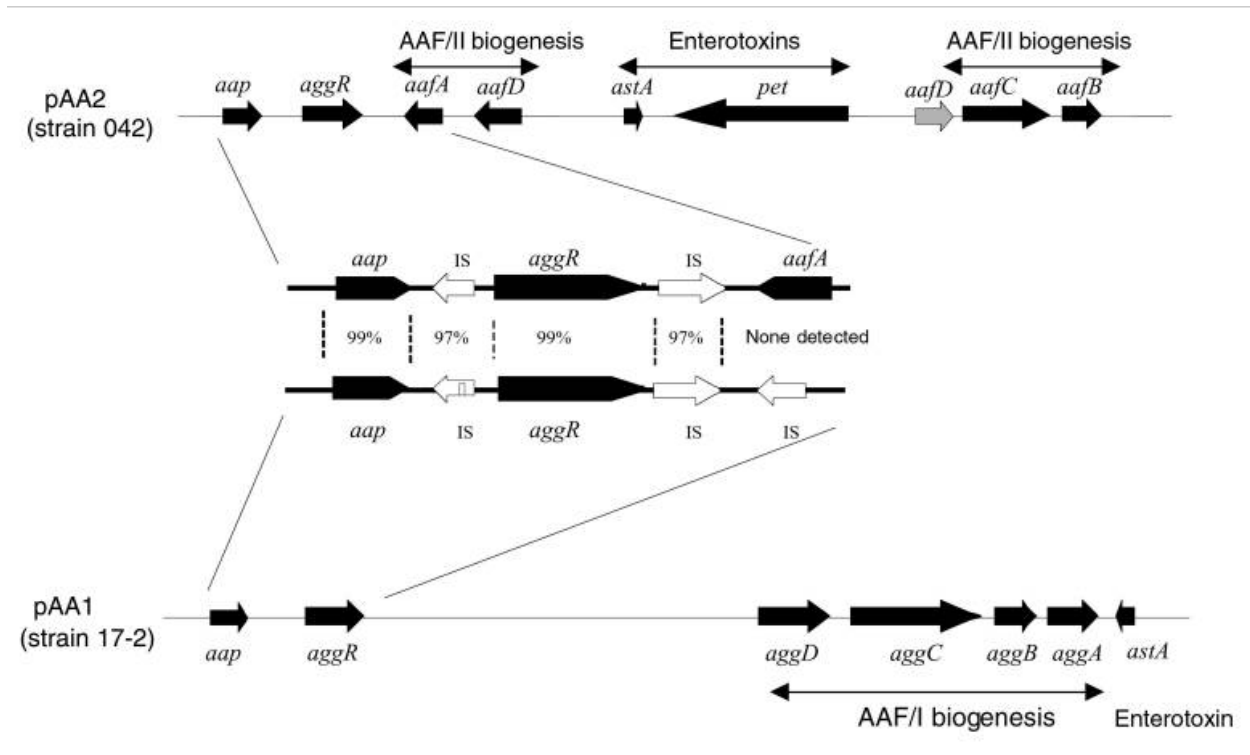 AAF/II biogenesis Enterotoxins AAF/II biogenesis
aap aggR aafA aafD astA pet aafD aafC aafB
pAA2
(strain 042)
aap IS aggR IS aafA
99% 97% 99% 97% None detected
aap IS aggR IS IS
pAA1
(strain 17-2)
aap aggR aggD aggC aggB aggA astA
AAF/I biogenesis Enterotoxin